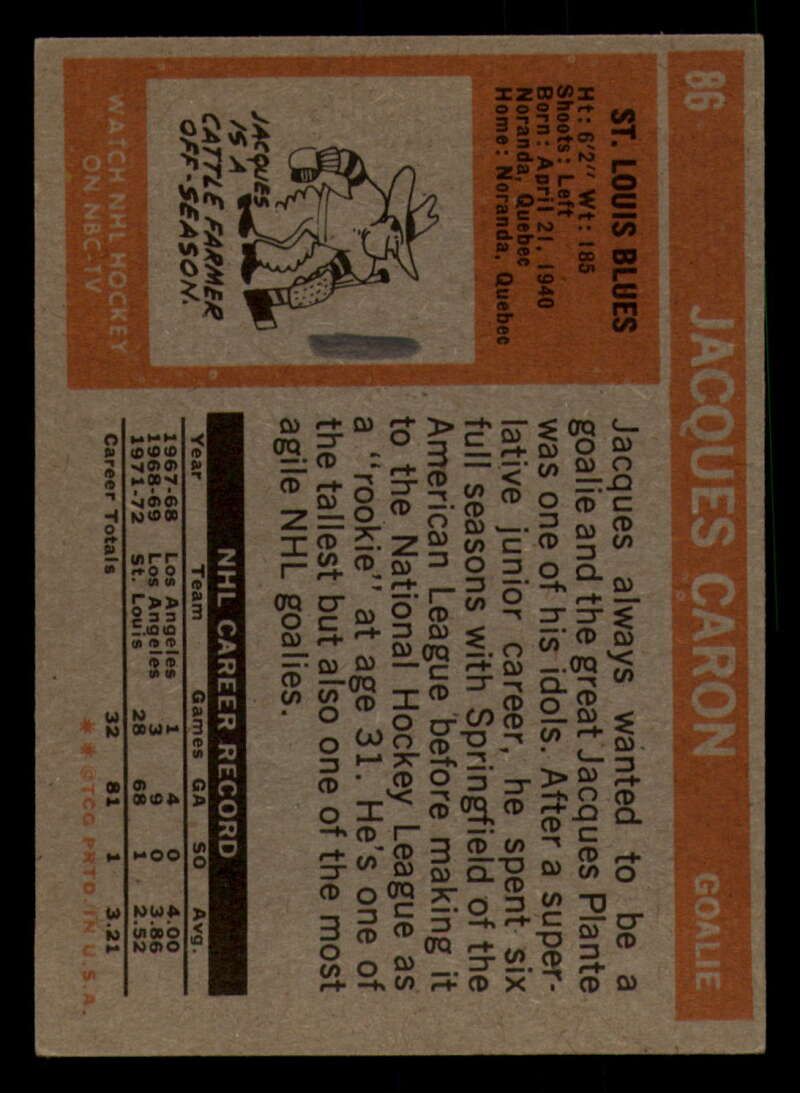 86 JACQUES CARON GOALIE
ST. LOUIS BLUES
Ht: 6'2" Wt: 185
Shoots: Left
Born: April 21, 1940
Noranda, Quebec
Home: Noranda, Quebec
JACQUES
IS A
CATTLE FARMER
OFF-SEASON.
WATCH NHL HOCKEY
ON NBC-TV
Jacques always wanted to be a
goalie and the great Jacques Plante
was one of his idols. After a super-
lative junior career, he spent six
full seasons with Springfield of the
American League before making it
to the National Hockey League as
a "rookie" at age 31. He's one of
the tallest but also one of the most
agile NHL goalies.
NHL CAREER RECORD
Year Team Games GA SO Avg.
1967-68 Los Angeles 1 4 0 4.00
1968-69 Los Angeles 3 9 0 3.86
1971-72 St. Louis 28 68 1 2.52
Career Totals 32 81 1 3.21
* * ©TCG PRTD. IN U.S.A.